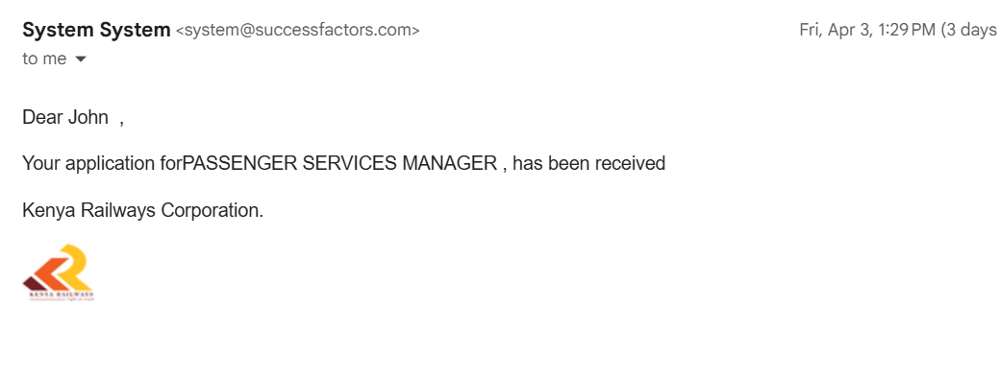 System System <system@successfactors.com> Fri, Apr 3, 1:29 PM (3 days
to me
Dear John ,
Your application forPASSENGER SERVICES MANAGER , has been received
Kenya Railways Corporation.
KENYA RAILWAYS